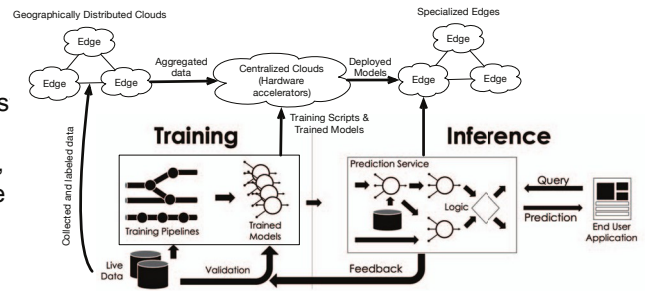 Geographically Distributed Clouds
Specialized Edges
Edge
Edge
Edge
Aggregated
data
Centralized Clouds
(Hardware
accelerators)
Deployed
Models
Edge
Edge
Edge
s
,
e
Collected and labeled data
Training Scripts &
Trained Models
Training
Inference
Training Pipelines
Trained
Models
Prediction Service
Logic
Query
Prediction
End User
Application
Live
Data
Validation
Feedback